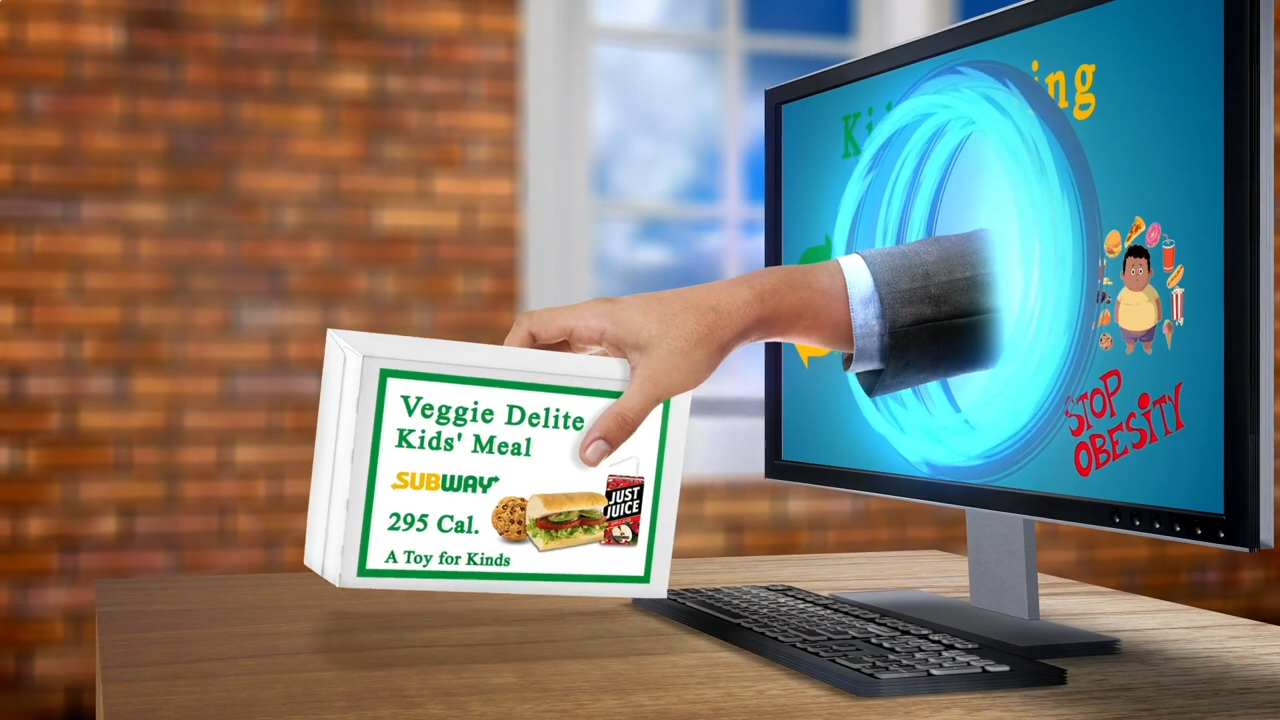 Veggie Delite
Kids' Meal
SUBWAY
295 Cal.
A Toy for Kinds
JUST
JUICE
STOP
OBESITY